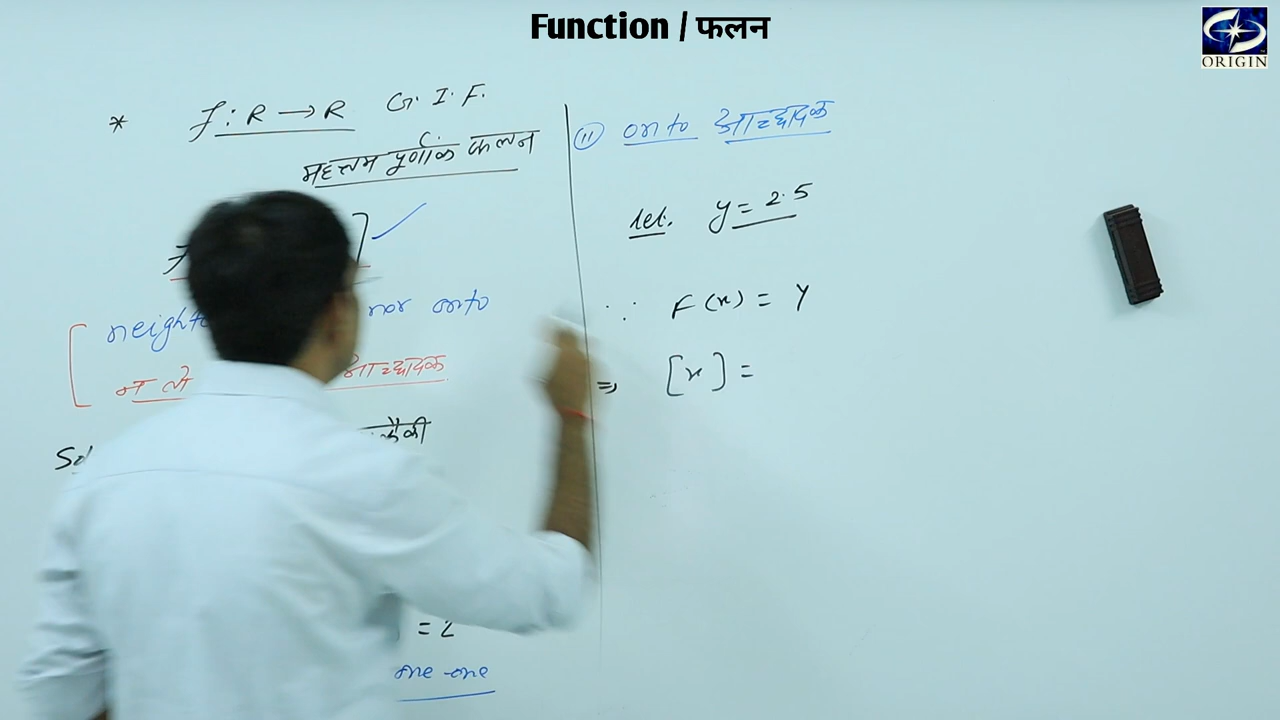 Function / फलन
ORIGIN
* f : R → R G. I. F.
महत्तम पूर्णांक फलन
] ✓
nor onto
आच्छादक
= 2
one-one
(ii) onto आच्छादक
let. y = 2.5
∵ F(x) = y
⇒ [x] =